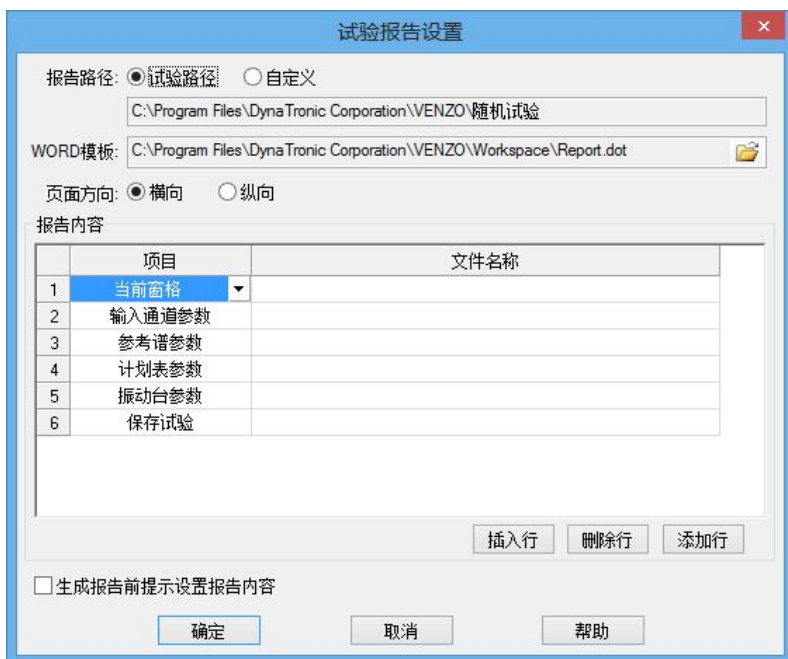 试验报告设置
报告路径: 试验路径 自定义
C:\Program Files\DynaTronic Corporation\VENZO\随机试验
WORD模板: C:\Program Files\DynaTronic Corporation\VENZO\Workspace\Report.dot
页面方向: 横向 纵向
报告内容
项目 文件名称
1 当前窗格
2 输入通道参数
3 参考谱参数
4 计划表参数
5 振动台参数
6 保存试验
插入行 删除行 添加行
生成报告前提示设置报告内容
确定 取消 帮助